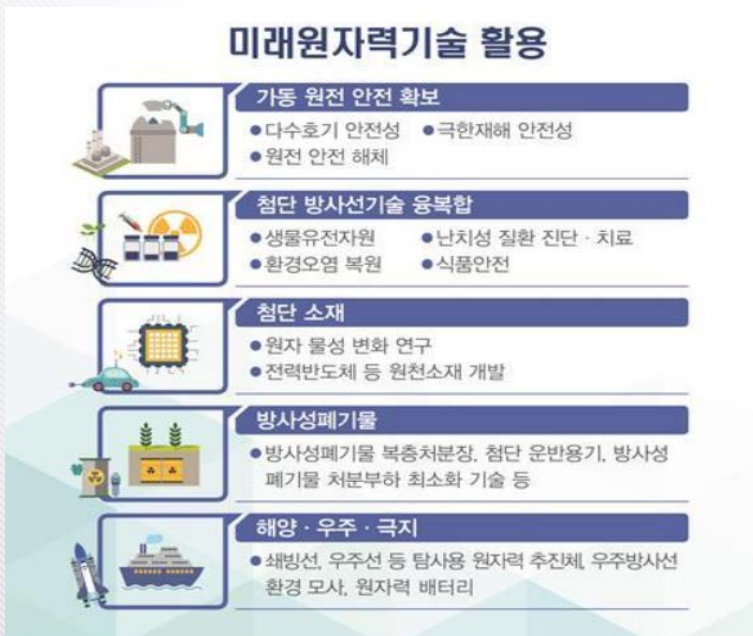 미래원자력기술 활용
가동 원전 안전 확보
●다수호기 안전성 ●극한재해 안전성
●원전 안전 해체
첨단 방사선기술 융복합
●생물유전자원 ●난치성 질환 진단·치료
●환경오염 복원 ●식품안전
첨단 소재
●원자 물성 변화 연구
●전력반도체 등 원천소재 개발
방사성폐기물
●방사성폐기물 복층처분장, 첨단 운반용기, 방사성
폐기물 처분부하 최소화 기술 등
해양·우주·극지
●쇄빙선, 우주선 등 탐사용 원자력 추진체, 우주방사선
환경 모사, 원자력 배터리